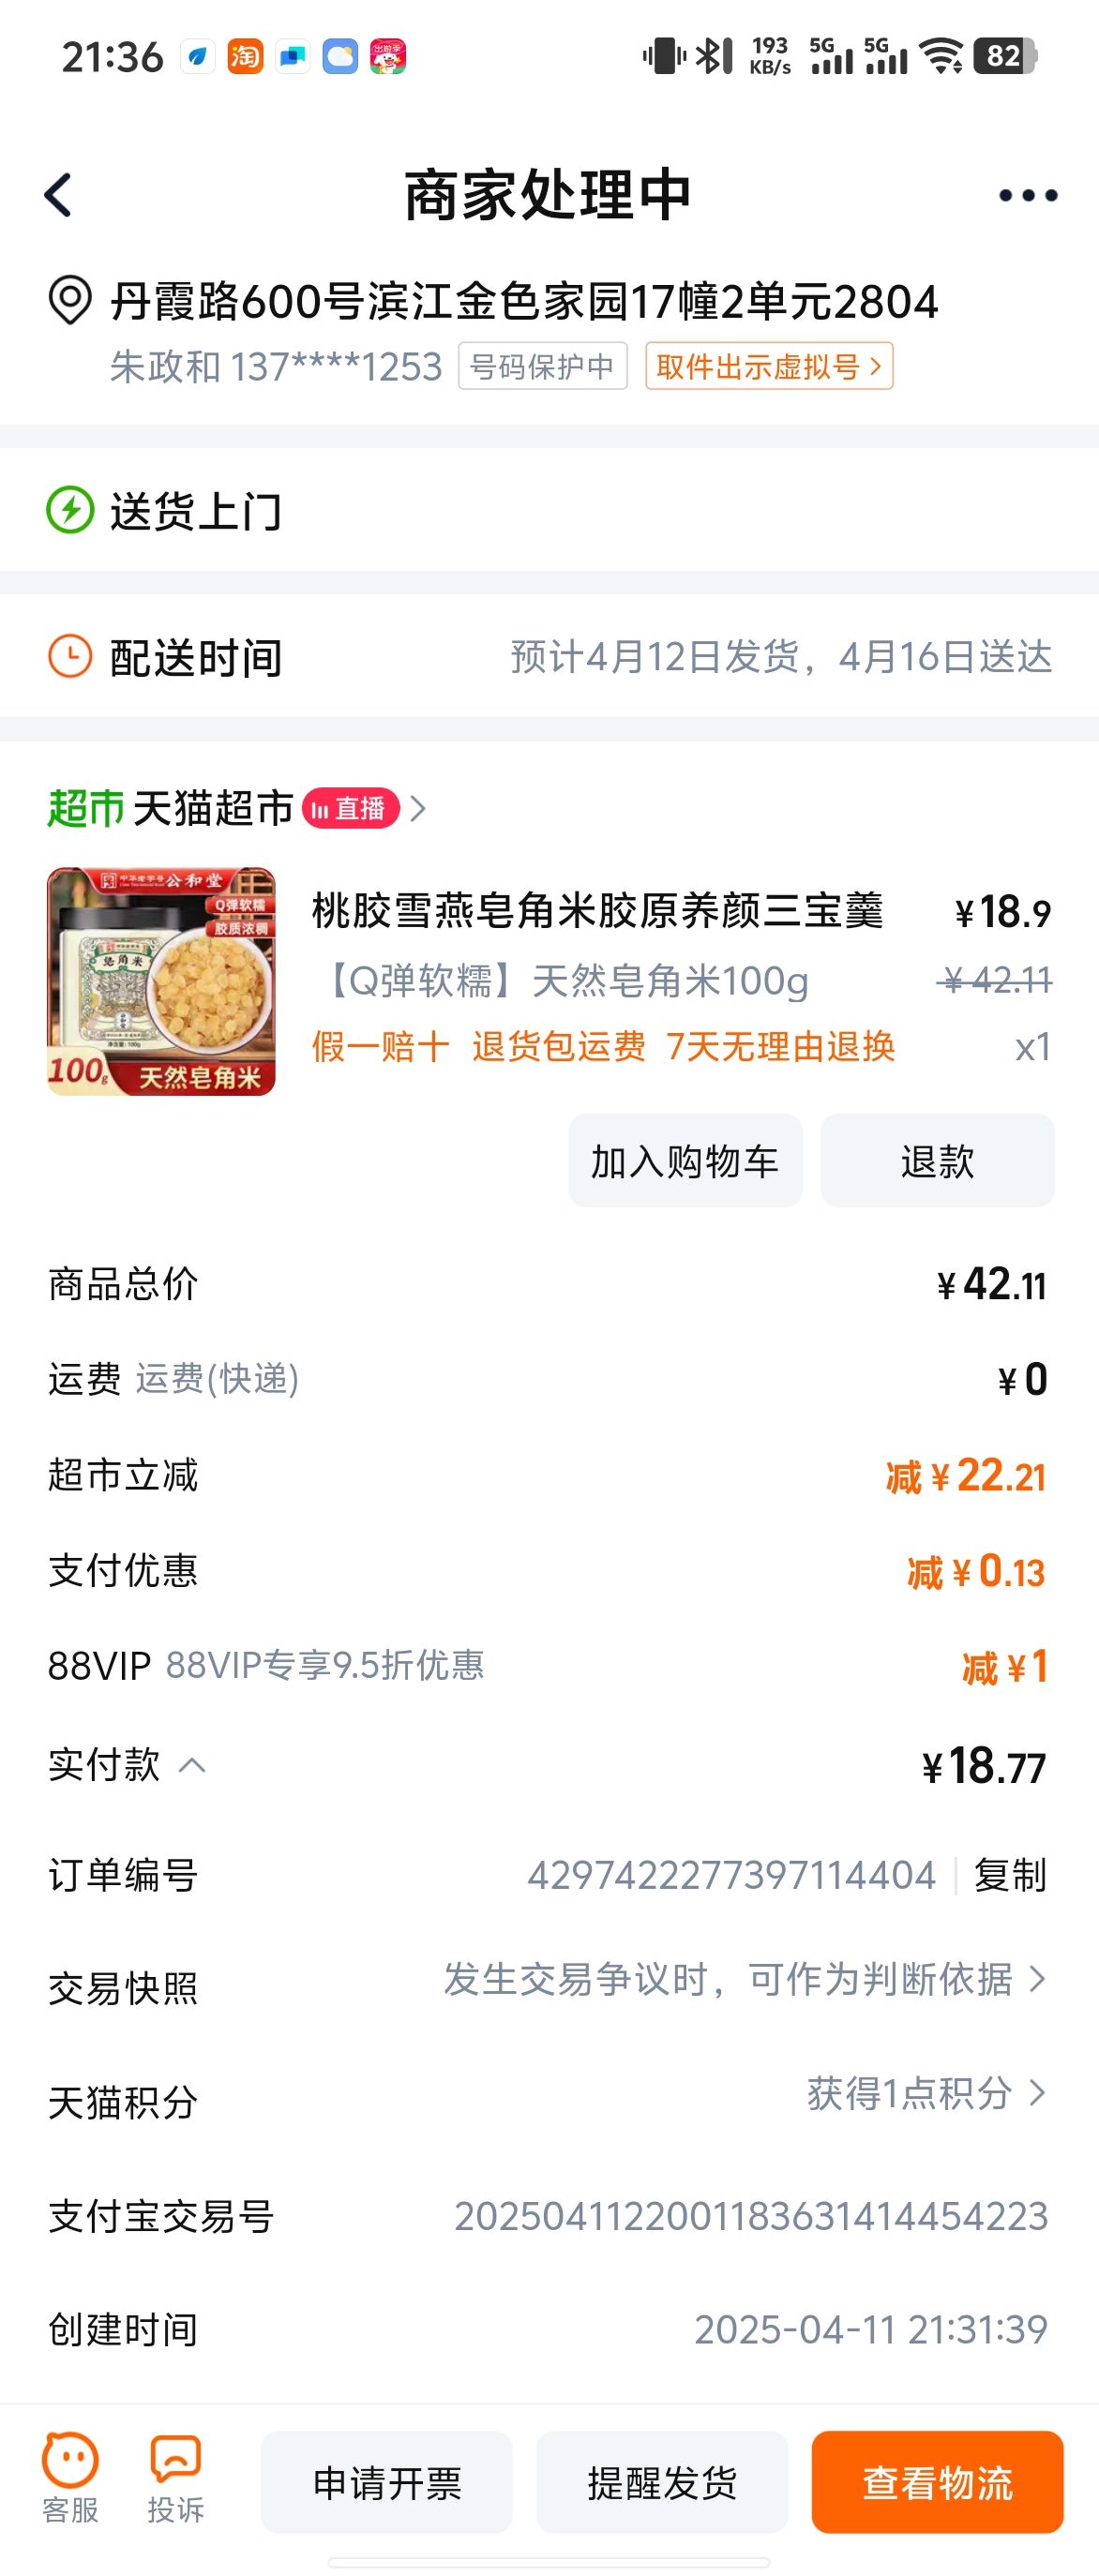 21:36
淘
出游季
193
KB/s
5G
5G
82
商家处理中
丹霞路600号滨江金色家园17幢2单元2804
朱政和 137****1253 号码保护中 取件出示虚拟号
送货上门
配送时间 预计4月12日发货，4月16日送达
超市 天猫超市 直播
中华老字号 公和堂
Q弹软糯
胶质浓稠
皂角米
净含量:100g
100g 天然皂角米
桃胶雪燕皂角米胶原养颜三宝羹 ¥18.9
【Q弹软糯】天然皂角米100g ¥42.11
假一赔十 退货包运费 7天无理由退换 x1
加入购物车 退款
商品总价 ¥42.11
运费 运费(快递) ¥0
超市立减 减¥22.21
支付优惠 减¥0.13
88VIP 88VIP专享9.5折优惠 减¥1
实付款 ¥18.77
订单编号 4297422277397114404 复制
交易快照 发生交易争议时，可作为判断依据
天猫积分 获得1点积分
支付宝交易号 2025041122001183631414454223
创建时间 2025-04-11 21:31:39
客服 投诉 申请开票 提醒发货 查看物流